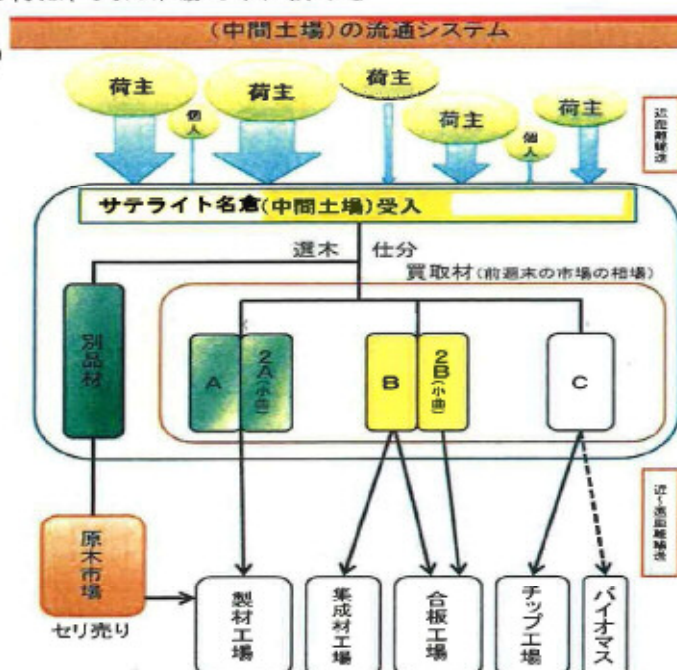 (中間土場)の流通システム
荷主
個人
荷主
荷主
荷主
個人
荷主
近距離輸送
サテライト名倉(中間土場)受入
選木 仕分
買取材(前週末の市場の相場)
別品材
A
2A(小曲)
B
2B(小曲)
C
近~遠距離輸送
原木市場
セリ売り
製材工場
集成材工場
合板工場
チップ工場
バイオマス